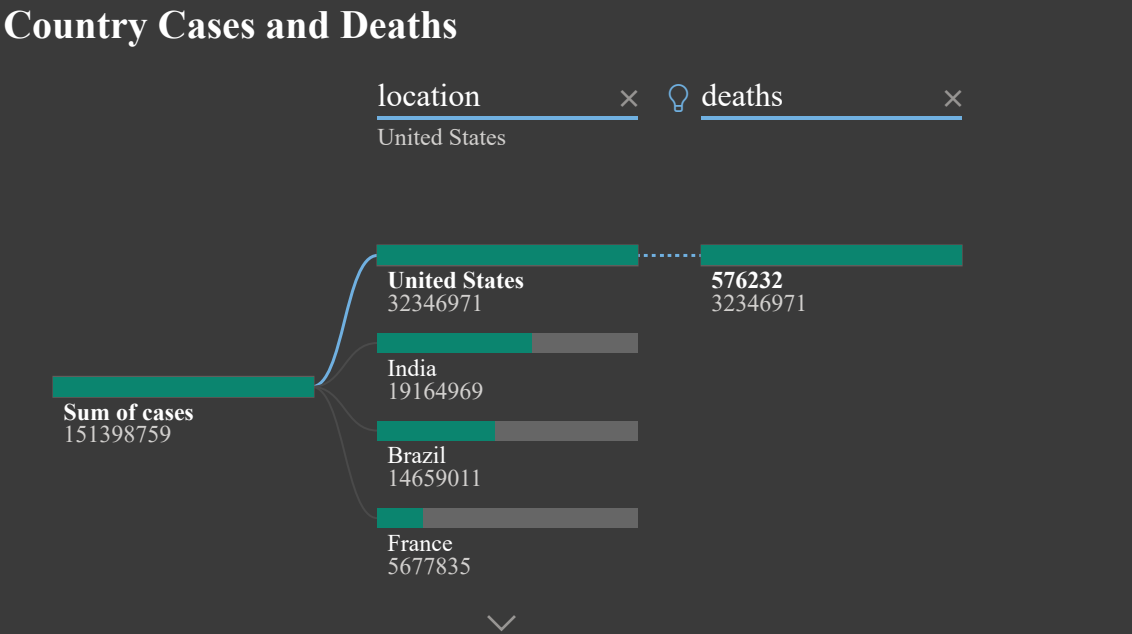 Country Cases and Deaths
location
deaths
United States
United States
32346971
576232
32346971
India
19164969
Sum of cases
151398759
Brazil
14659011
France
5677835